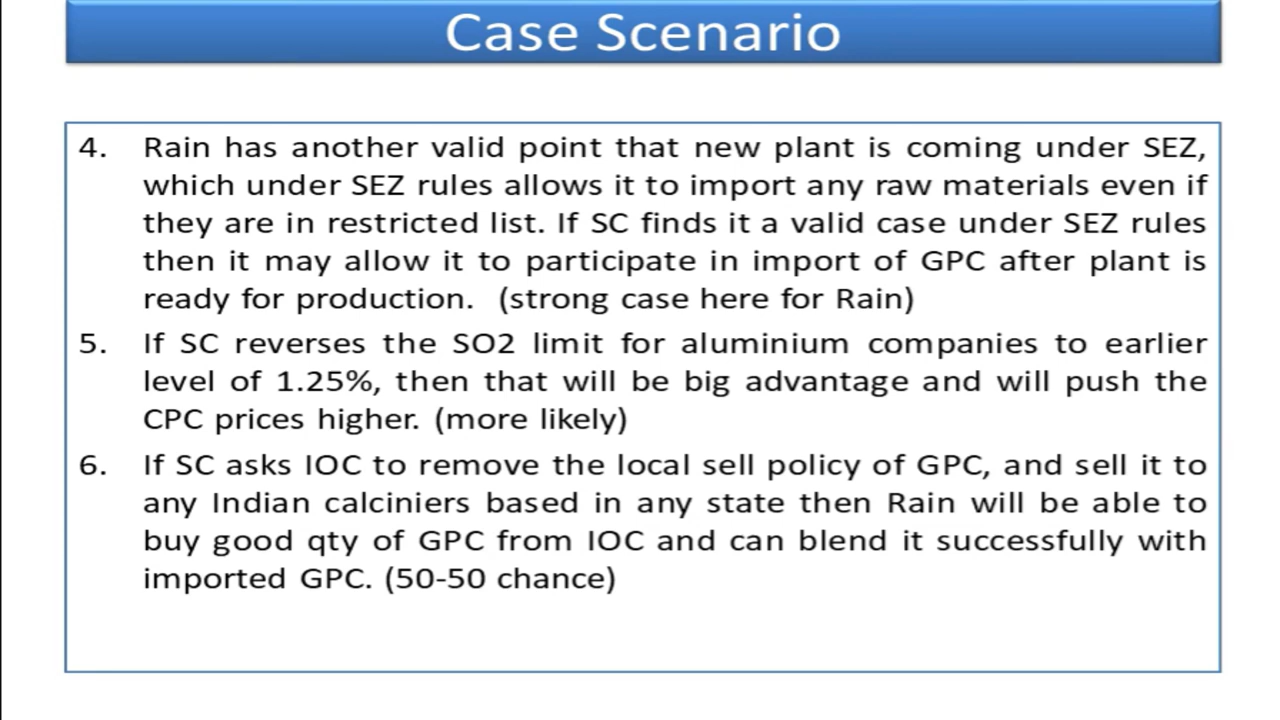 Case Scenario
4. Rain has another valid point that new plant is coming under SEZ,
which under SEZ rules allows it to import any raw materials even if
they are in restricted list. If SC finds it a valid case under SEZ rules
then it may allow it to participate in import of GPC after plant is
ready for production. (strong case here for Rain)
5. If SC reverses the SO2 limit for aluminium companies to earlier
level of 1.25%, then that will be big advantage and will push the
CPC prices higher. (more likely)
6. If SC asks IOC to remove the local sell policy of GPC, and sell it to
any Indian calciniers based in any state then Rain will be able to
buy good qty of GPC from IOC and can blend it successfully with
imported GPC. (50-50 chance)